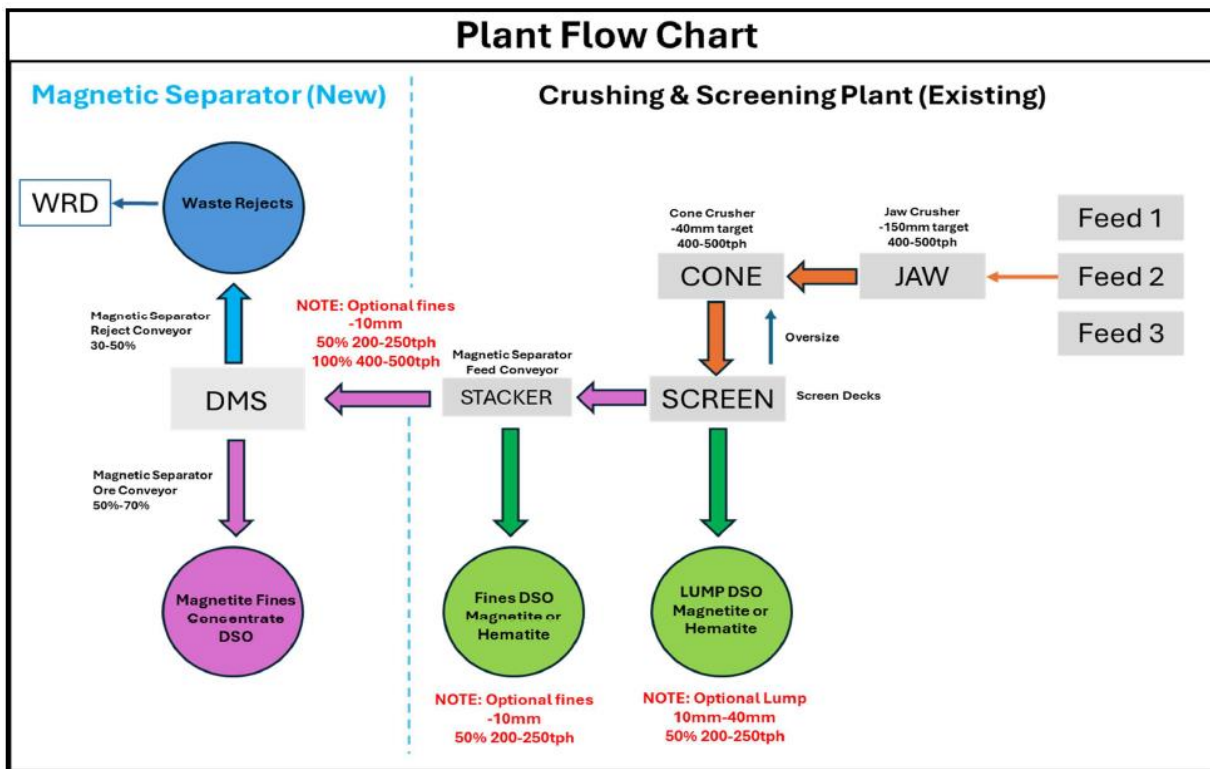 Plant Flow Chart
Magnetic Separator (New)
Crushing & Screening Plant (Existing)
WRD
Waste Rejects
Cone Crusher
-40mm target
400-500tph
CONE
Jaw Crusher
-150mm target
400-500tph
JAW
Feed 1
Feed 2
Feed 3
Magnetic Separator
Reject Conveyor
30-50%
NOTE: Optional fines
-10mm
50% 200-250tph
100% 400-500tph
Magnetic Separator
Feed Conveyor
Oversize
DMS
STACKER
SCREEN
Screen Decks
Magnetic Separator
Ore Conveyor
50%-70%
Magnetite Fines
Concentrate
DSO
Fines DSO
Magnetite or
Hematite
LUMP DSO
Magnetite or
Hematite
NOTE: Optional fines
-10mm
50% 200-250tph
NOTE: Optional Lump
10mm-40mm
50% 200-250tph